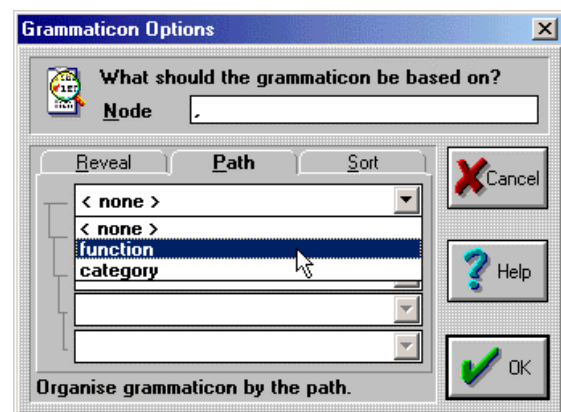 Grammaticon Options
What should the grammaticon be based on?
Node ,
Reveal Path Sort
< none >
< none >
function
category
Organise grammaticon by the path.
Cancel
Help
OK